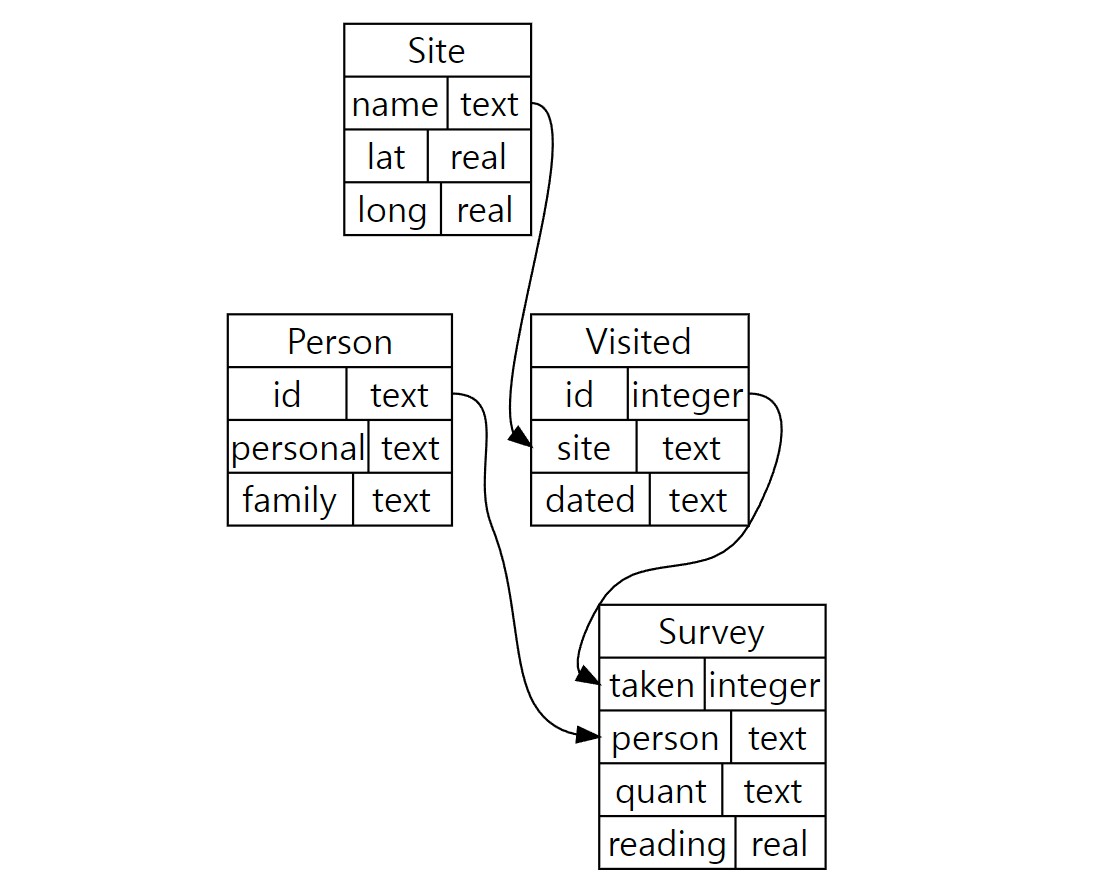 Site
name text
lat real
long real
Person
id text
personal text
family text
Visited
id integer
site text
dated text
Survey
taken integer
person text
quant text
reading real